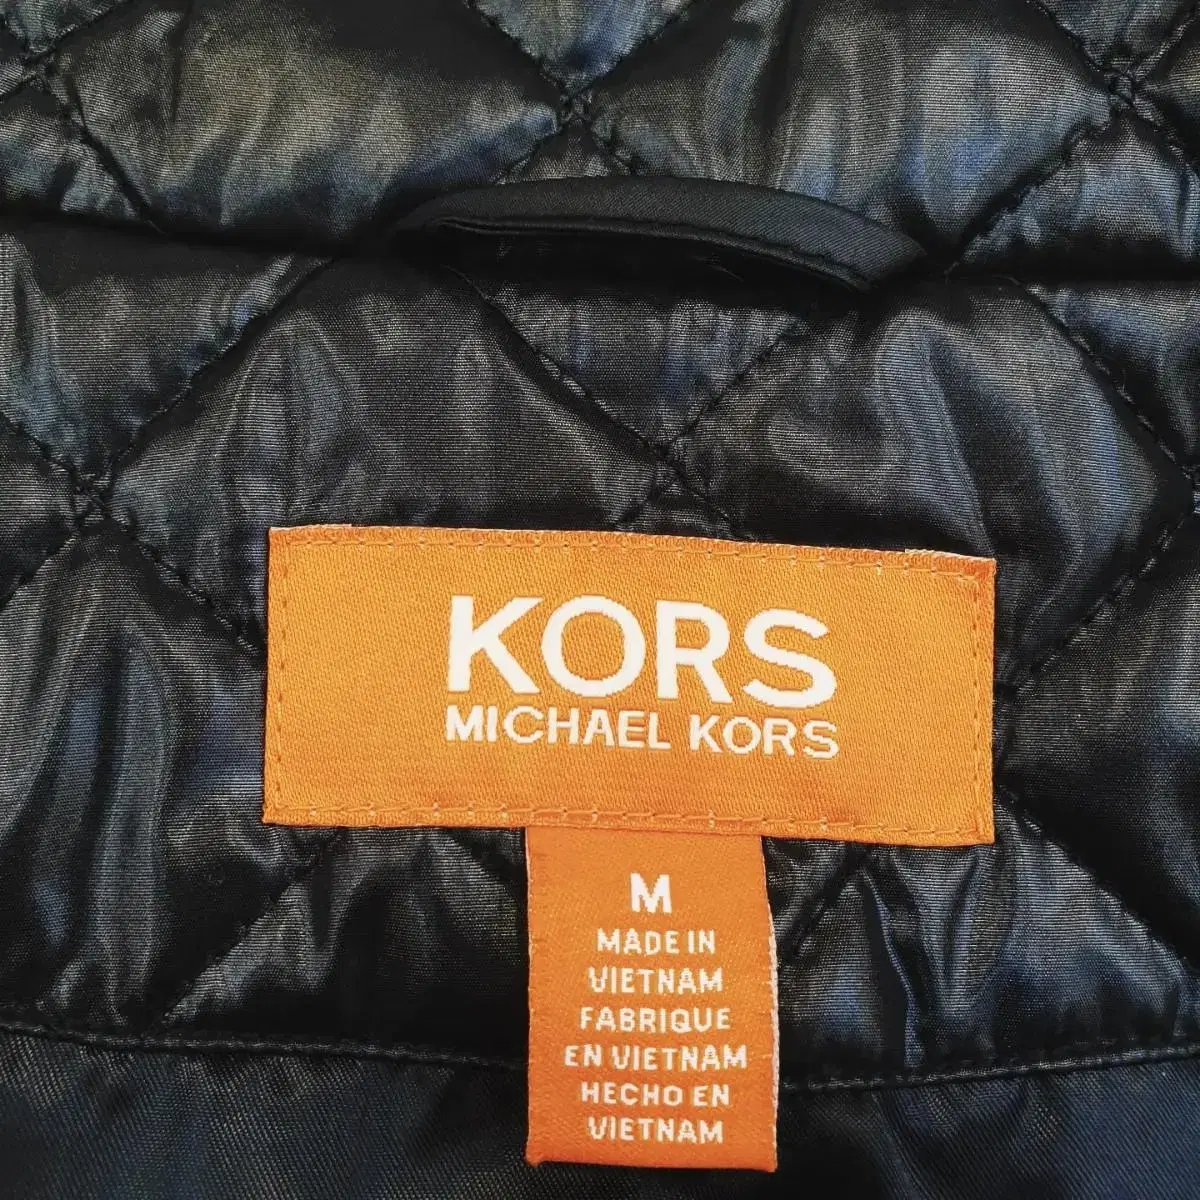 KORS
MICHAEL KORS
M
MADE IN
VIETNAM
FABRIQUE
EN VIETNAM
HECHO EN
VIETNAM